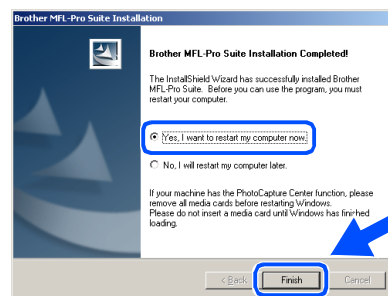 Brother MFL-Pro Suite Installation
Brother MFL-Pro Suite Installation Completed!
The InstallShield Wizard has successfully installed Brother
MFL-Pro Suite. Before you can use the program, you must
restart your computer.
Yes, I want to restart my computer now.
No, I will restart my computer later.
If your machine has the PhotoCapture Center function, please
remove all media cards before restarting Windows.
Please do not insert a media card until Windows has finished
loading.
< Back Finish Cancel